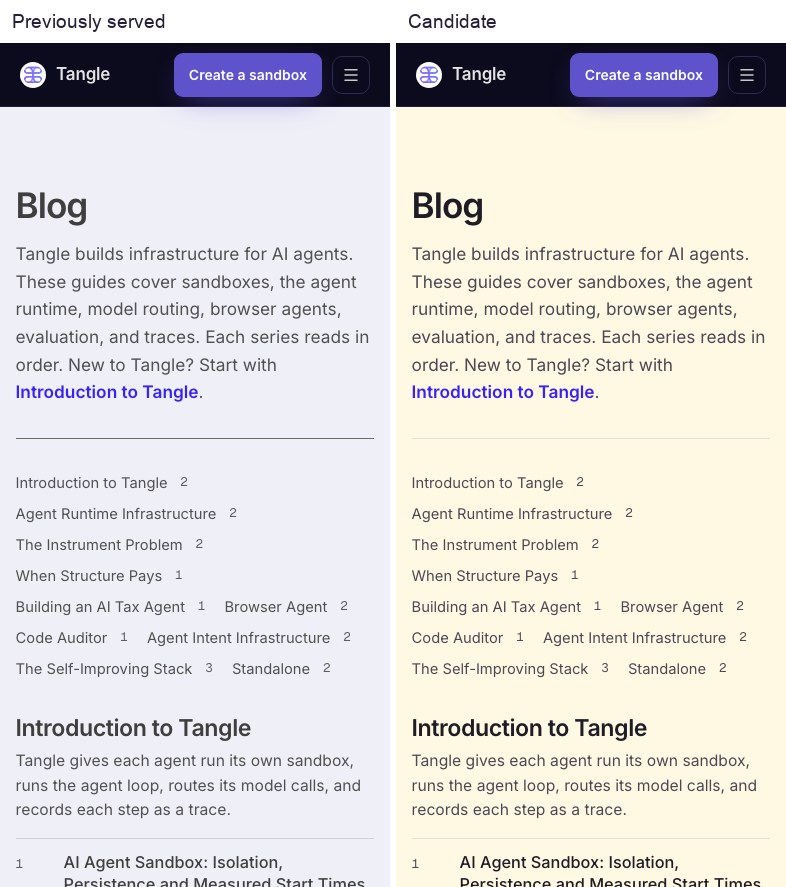 Previously served
Tangle
Create a sandbox
Blog
Tangle builds infrastructure for AI agents.
These guides cover sandboxes, the agent
runtime, model routing, browser agents,
evaluation, and traces. Each series reads in
order. New to Tangle? Start with
Introduction to Tangle.
Introduction to Tangle 2
Agent Runtime Infrastructure 2
The Instrument Problem 2
When Structure Pays 1
Building an AI Tax Agent 1 Browser Agent 2
Code Auditor 1 Agent Intent Infrastructure 2
The Self-Improving Stack 3 Standalone 2
Introduction to Tangle
Tangle gives each agent run its own sandbox,
runs the agent loop, routes its model calls, and
records each step as a trace.
1 AI Agent Sandbox: Isolation,
Persistence and Measured Start Times
Candidate
Tangle
Create a sandbox
Blog
Tangle builds infrastructure for AI agents.
These guides cover sandboxes, the agent
runtime, model routing, browser agents,
evaluation, and traces. Each series reads in
order. New to Tangle? Start with
Introduction to Tangle.
Introduction to Tangle 2
Agent Runtime Infrastructure 2
The Instrument Problem 2
When Structure Pays 1
Building an AI Tax Agent 1 Browser Agent 2
Code Auditor 1 Agent Intent Infrastructure 2
The Self-Improving Stack 3 Standalone 2
Introduction to Tangle
Tangle gives each agent run its own sandbox,
runs the agent loop, routes its model calls, and
records each step as a trace.
1 AI Agent Sandbox: Isolation,
Persistence and Measured Start Times